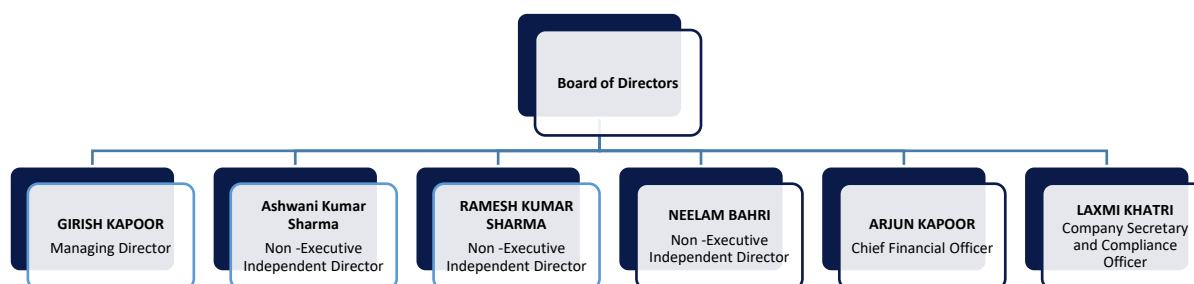 Board of Directors
GIRISH KAPOOR
Managing Director
Ashwani Kumar
Sharma
Non -Executive
Independent Director
RAMESH KUMAR
SHARMA
Non -Executive
Independent Director
NEELAM BAHRI
Non -Executive
Independent Director
ARJUN KAPOOR
Chief Financial Officer
LAXMI KHATRI
Company Secretary
and Compliance
Officer